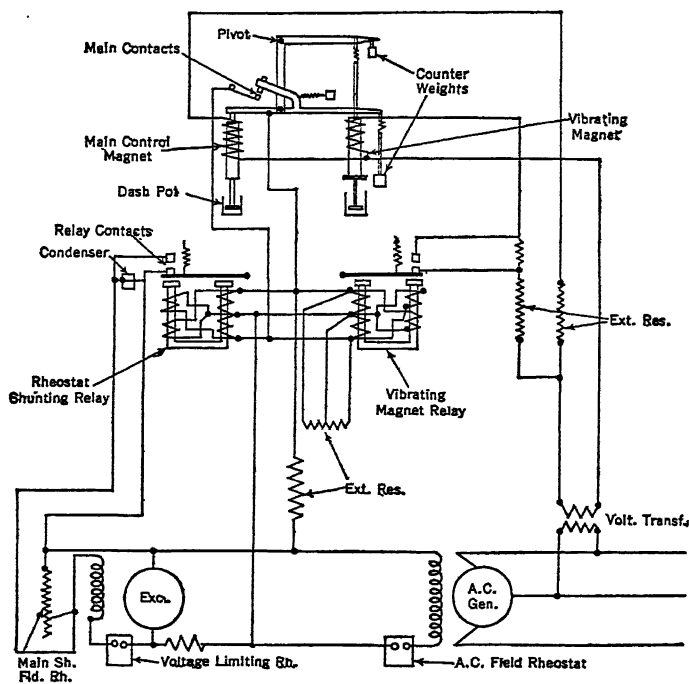 Pivot
Main Contacts
Counter
Weights
Vibrating
Magnet
Main Control
Magnet
Dash Pot
Relay Contacts
Condenser
Ext. Res.
Rheostat
Shunting Relay
Vibrating
Magnet Relay
Ext. Res.
Volt. Transf.
Exc.
A.C.
Gen.
Main Sh.
Fld. Rh.
Voltage Limiting Rh.
A.C. Field Rheostat